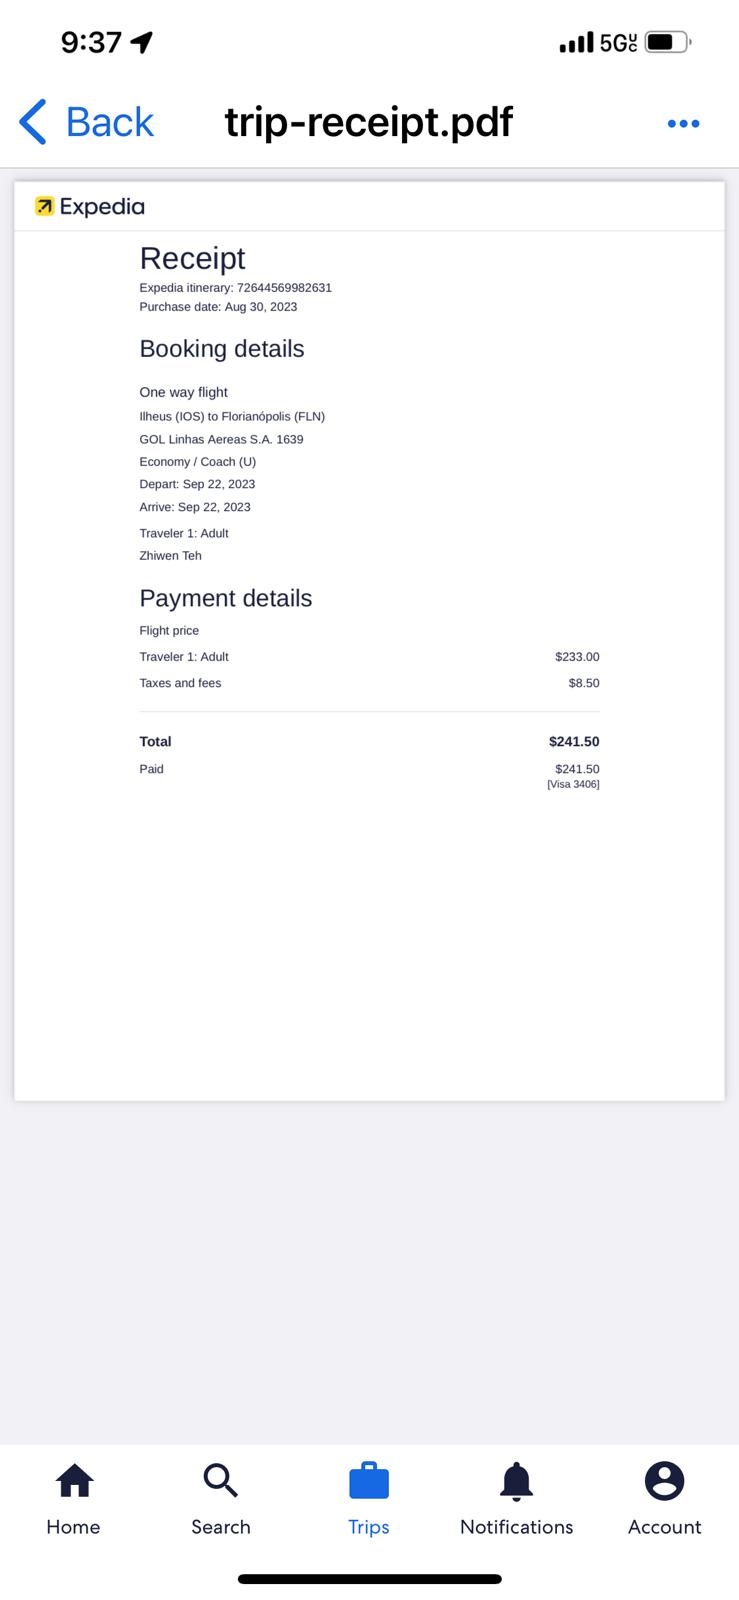 9:37
5GUC
Back
trip-receipt.pdf
Expedia
Receipt
Expedia itinerary: 72644569982631
Purchase date: Aug 30, 2023
Booking details
One way flight
Ilheus (IOS) to Florianópolis (FLN)
GOL Linhas Aereas S.A. 1639
Economy / Coach (U)
Depart: Sep 22, 2023
Arrive: Sep 22, 2023
Traveler 1: Adult
Zhiwen Teh
Payment details
Flight price
Traveler 1: Adult $233.00
Taxes and fees $8.50
Total $241.50
Paid $241.50
[Visa 3406]
Home Search Trips Notifications Account